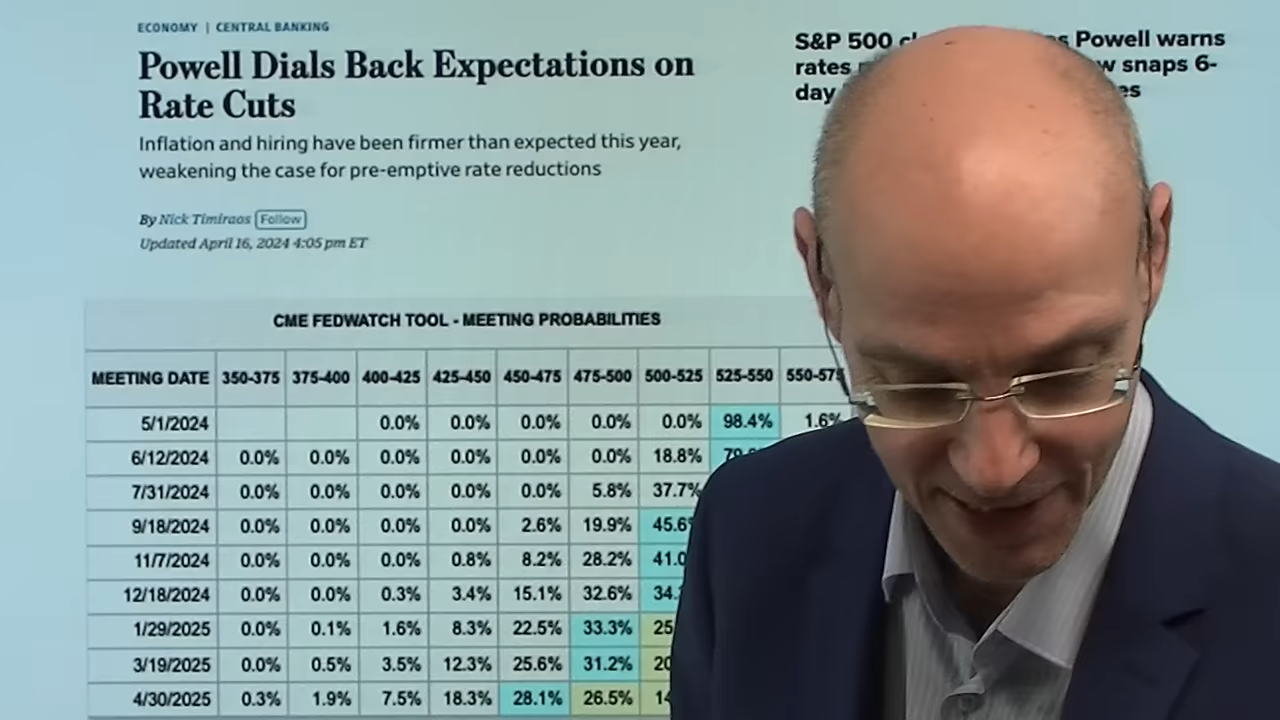 ECONOMY | CENTRAL BANKING
Powell Dials Back Expectations on
Rate Cuts
Inflation and hiring have been firmer than expected this year,
weakening the case for pre-emptive rate reductions
By Nick Timiraos Follow
Updated April 16, 2024 4:05 pm ET
S&P 500 Powell warns
rates snaps 6-
day
CME FEDWATCH TOOL - MEETING PROBABILITIES
MEETING DATE 350-375 375-400 400-425 425-450 450-475 475-500 500-525 525-550 550-575
5/1/2024 0.0% 0.0% 0.0% 0.0% 0.0% 98.4% 1.6%
6/12/2024 0.0% 0.0% 0.0% 0.0% 0.0% 0.0% 18.8%
7/31/2024 0.0% 0.0% 0.0% 0.0% 0.0% 5.8% 37.7%
9/18/2024 0.0% 0.0% 0.0% 0.0% 2.6% 19.9% 45.6%
11/7/2024 0.0% 0.0% 0.0% 0.8% 8.2% 28.2% 41.0
12/18/2024 0.0% 0.0% 0.3% 3.4% 15.1% 32.6% 34.
1/29/2025 0.0% 0.1% 1.6% 8.3% 22.5% 33.3% 25
3/19/2025 0.0% 0.5% 3.5% 12.3% 25.6% 31.2% 20
4/30/2025 0.3% 1.9% 7.5% 18.3% 28.1% 26.5% 14